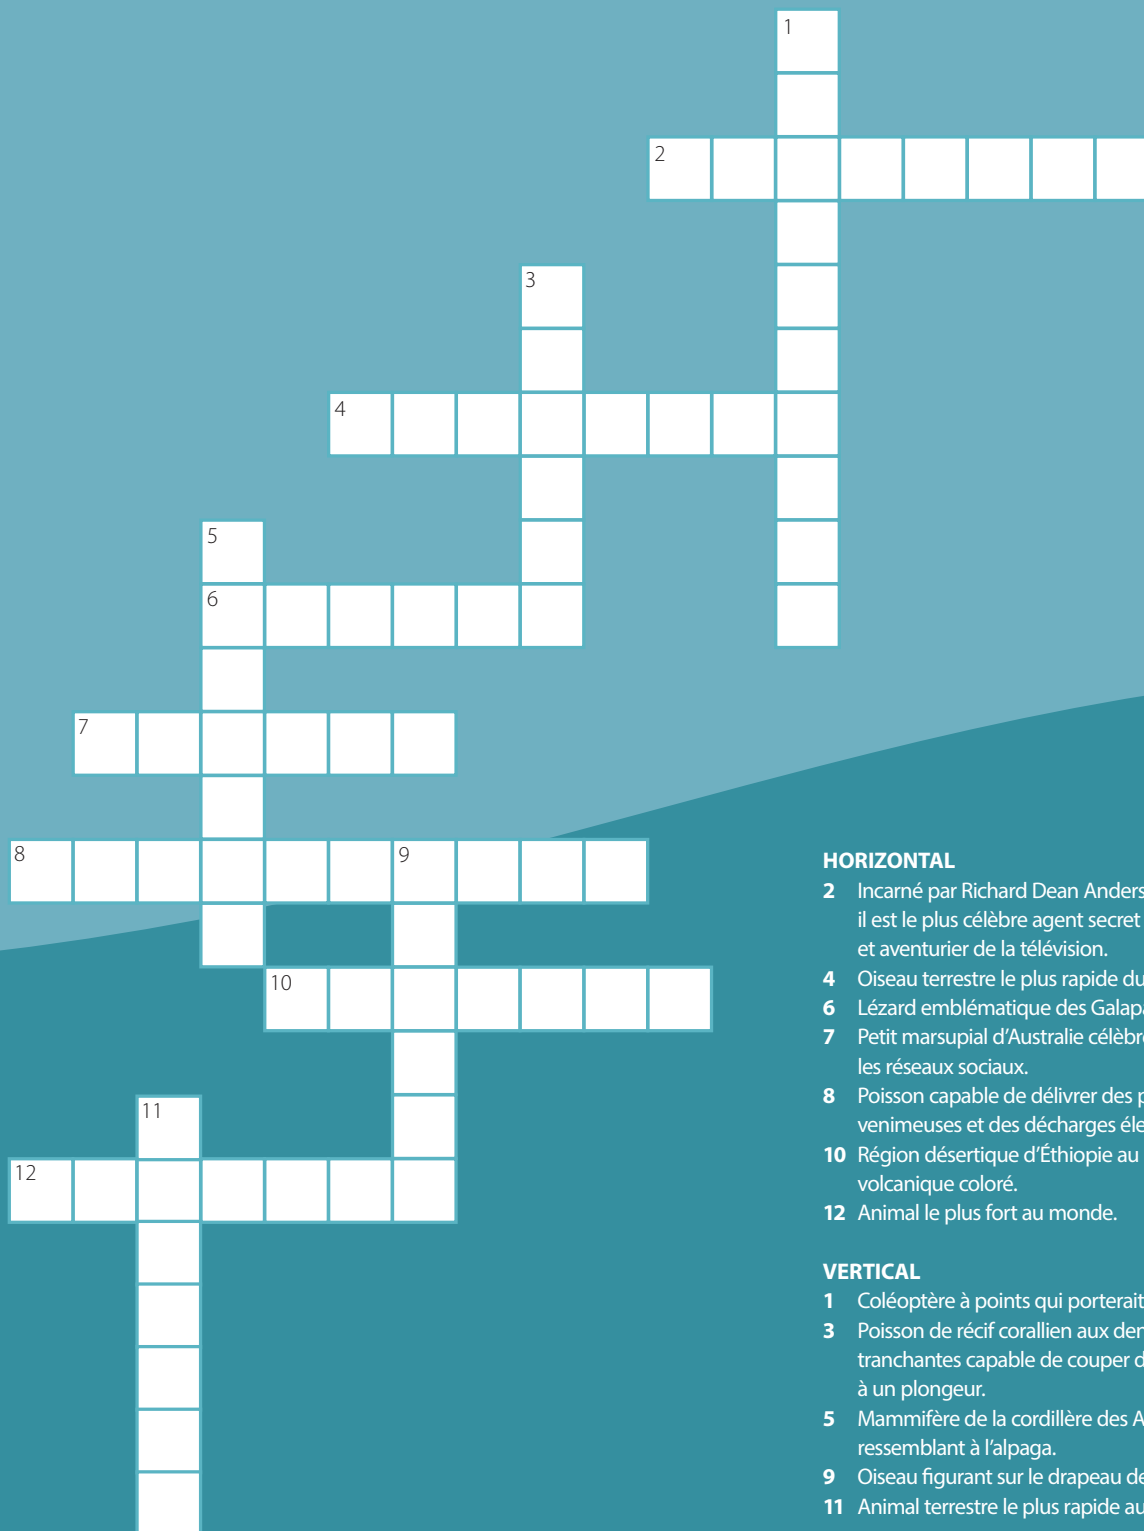 1
2
3
4
5
6
7
8
9
10
11
12
HORIZONTAL
2 Incarné par Richard Dean Anders
il est le plus célèbre agent secret
et aventurier de la télévision.
4 Oiseau terrestre le plus rapide du
6 Lézard emblématique des Galapa
7 Petit marsupial d’Australie célèbre
les réseaux sociaux.
8 Poisson capable de délivrer des p
venimeuses et des décharges éle
10 Région désertique d’Éthiopie au
volcanique coloré.
12 Animal le plus fort au monde.
VERTICAL
1 Coléoptère à points qui porterait
3 Poisson de récif corallien aux den
tranchantes capable de couper d
à un plongeur.
5 Mammifère de la cordillère des A
ressemblant à l’alpaga.
9 Oiseau figurant sur le drapeau de
11 Animal terrestre le plus rapide au